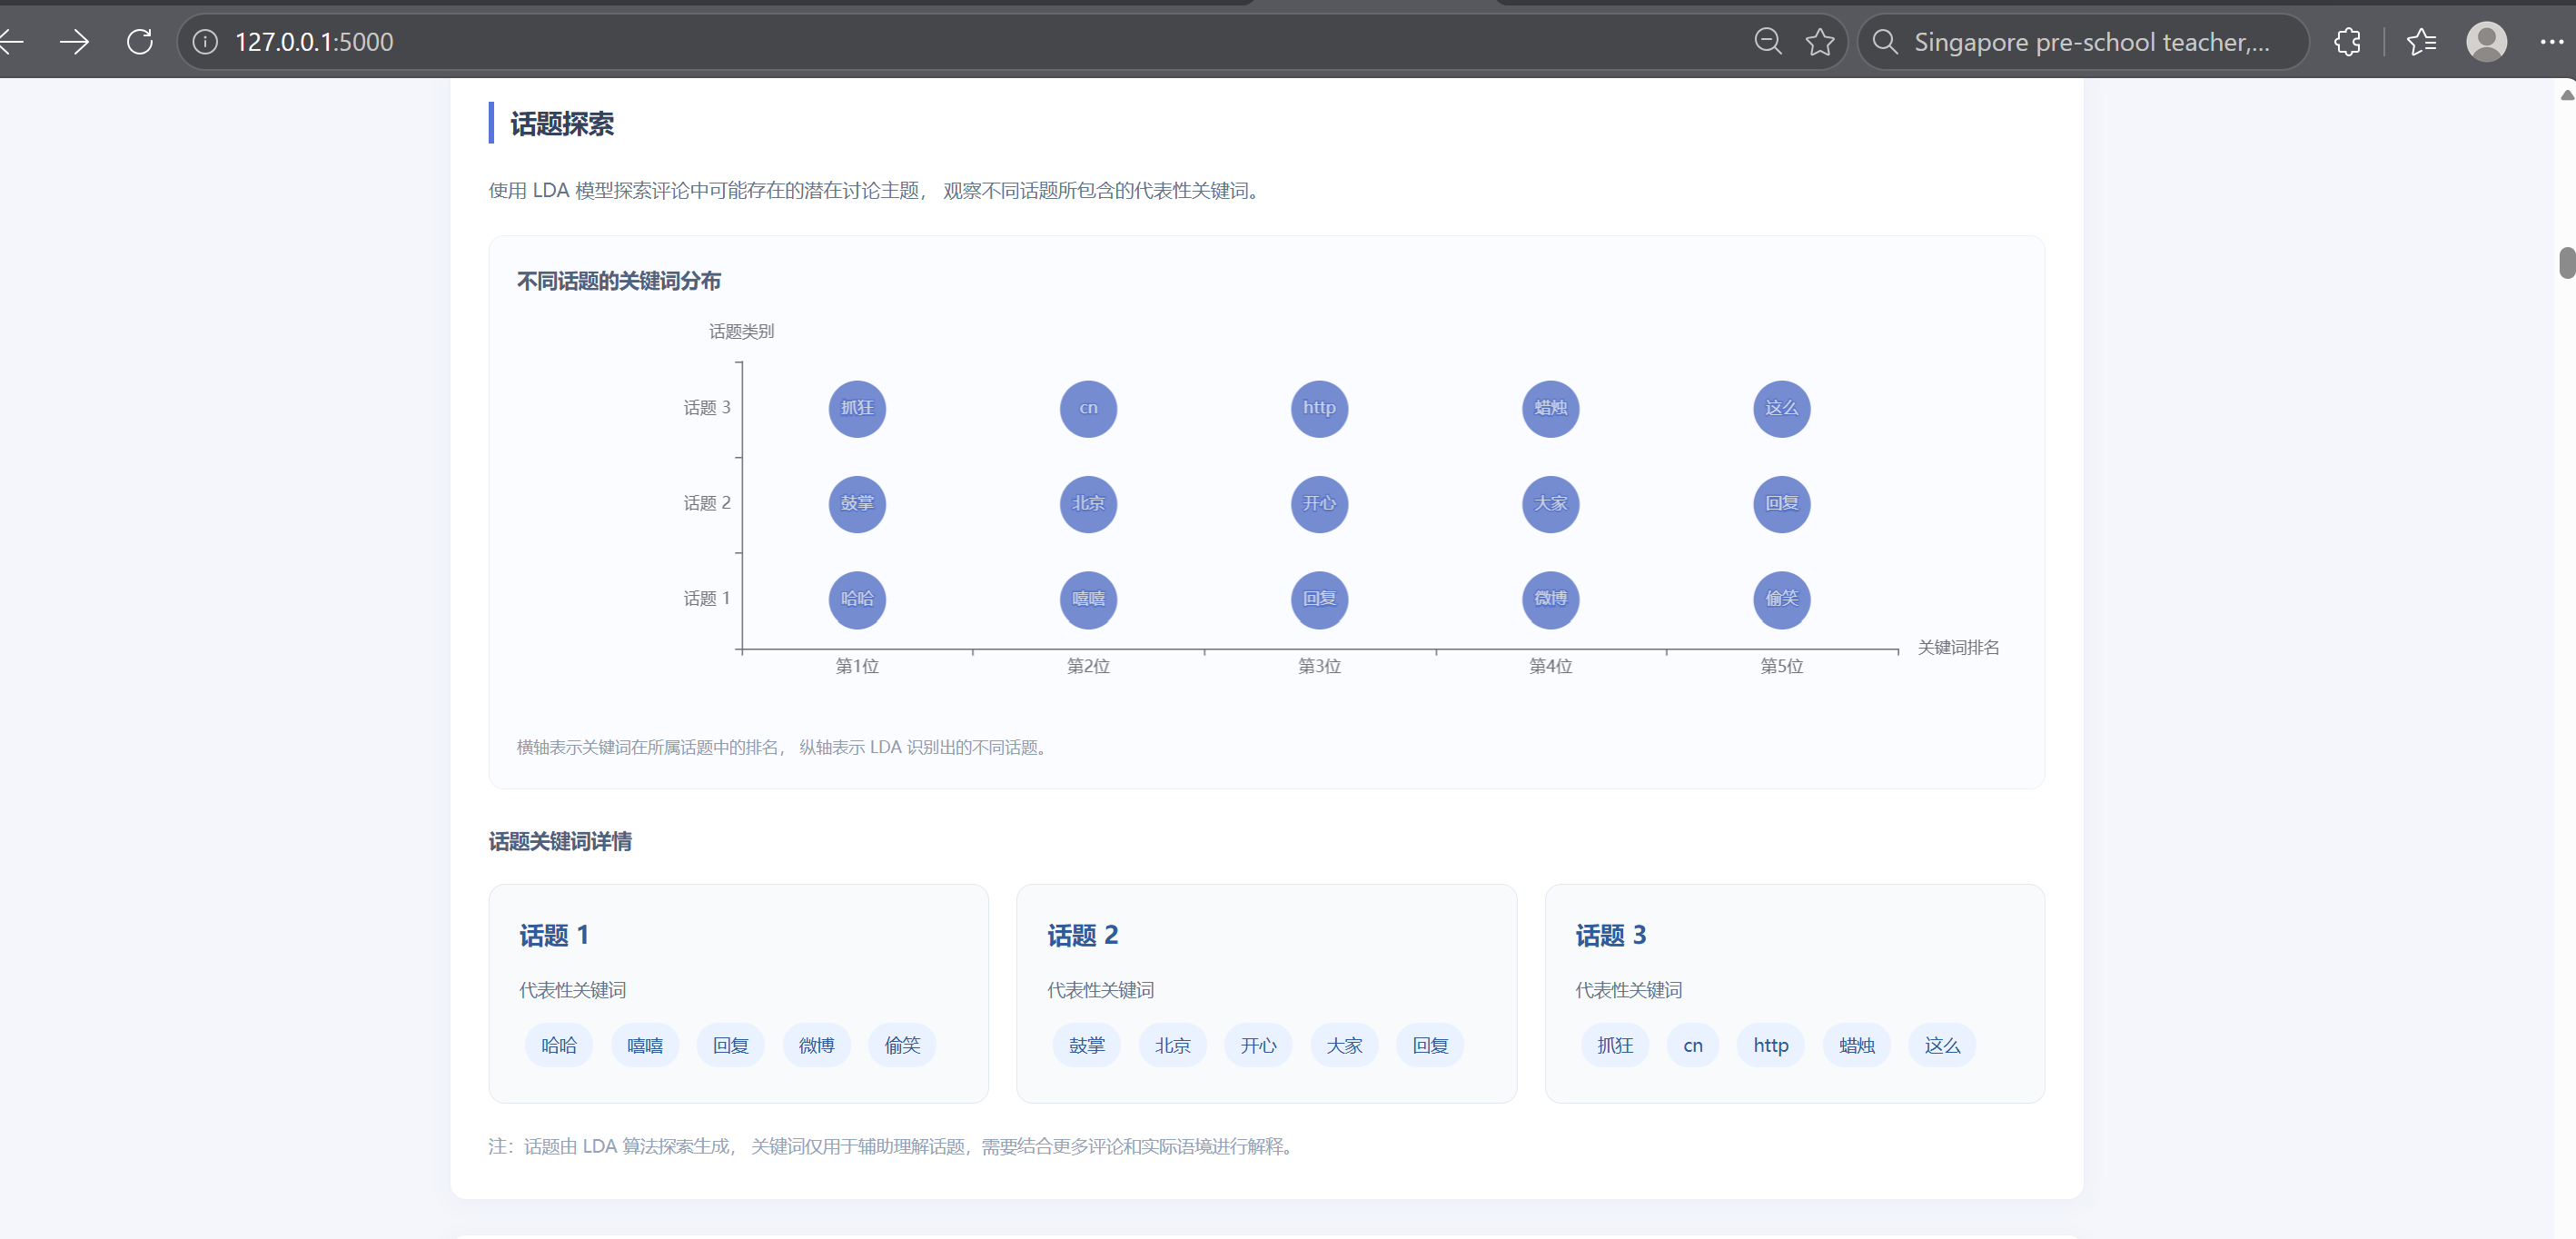 127.0.0.1:5000
Singapore pre-school teacher,...
话题探索
使用 LDA 模型探索评论中可能存在的潜在讨论主题， 观察不同话题所包含的代表性关键词。
不同话题的关键词分布
话题类别
话题 3 抓狂 cn http 蜡烛 这么
话题 2 鼓掌 北京 开心 大家 回复
话题 1 哈哈 嘻嘻 回复 微博 偷笑
关键词排名
第1位 第2位 第3位 第4位 第5位
横轴表示关键词在所属话题中的排名， 纵轴表示 LDA 识别出的不同话题。
话题关键词详情
话题 1 话题 2 话题 3
代表性关键词 代表性关键词 代表性关键词
哈哈 嘻嘻 回复 微博 偷笑 鼓掌 北京 开心 大家 回复 抓狂 cn http 蜡烛 这么
注：话题由 LDA 算法探索生成， 关键词仅用于辅助理解话题，需要结合更多评论和实际语境进行解释。